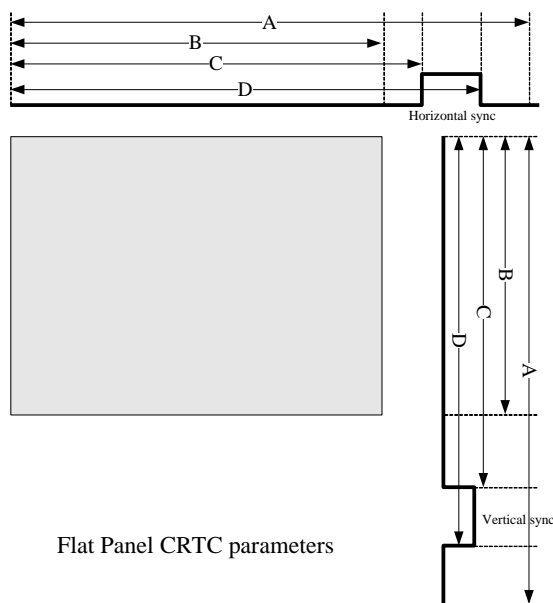 A
B
C
D
Horizontal sync
B
C
D
A
Vertical sync
Flat Panel CRTC parameters